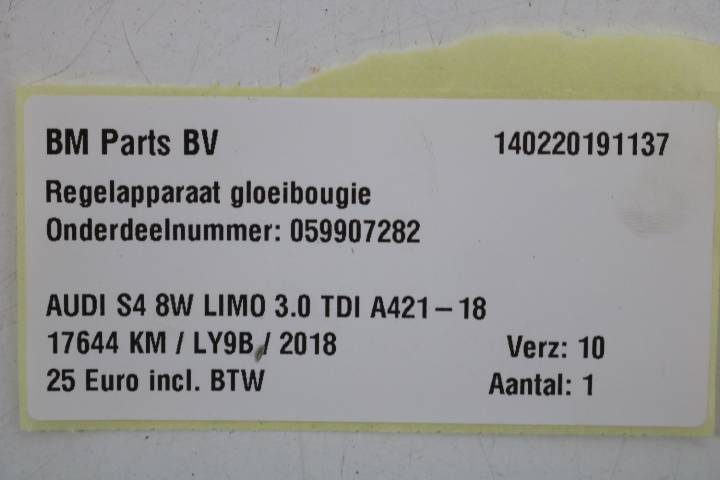 BM Parts BV 140220191137
Regelapparaat gloeibougie
Onderdeelnummer: 059907282
AUDI S4 8W LIMO 3.0 TDI A421-18
17644 KM / LY9B / 2018 Verz: 10
25 Euro incl. BTW Aantal: 1